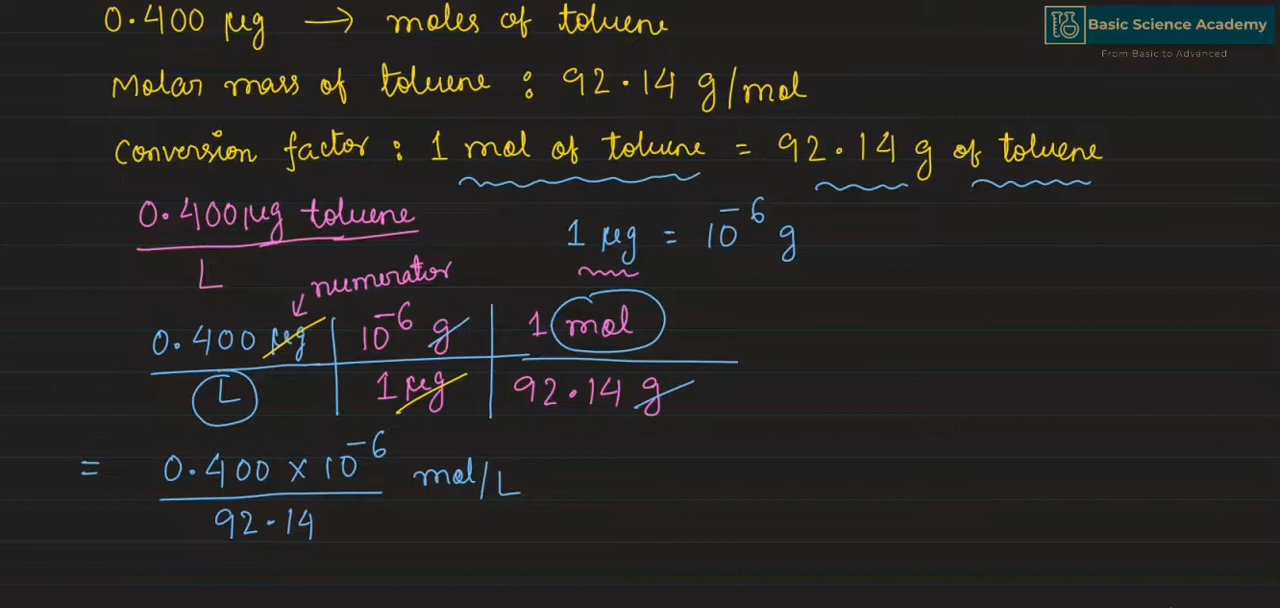 0.400 µg → moles of toluene
Basic Science Academy
From Basic to Advanced
Molar mass of toluene : 92.14 g/mol
Conversion factor : 1 mol of toluene = 92.14 g of toluene
0.400 µg toluene
L
1 µg = 10⁻⁶ g
numerator
0.400 µg | 10⁻⁶ g | 1 mol
L | 1 µg | 92.14 g
= 0.400 × 10⁻⁶ mol/L
92.14